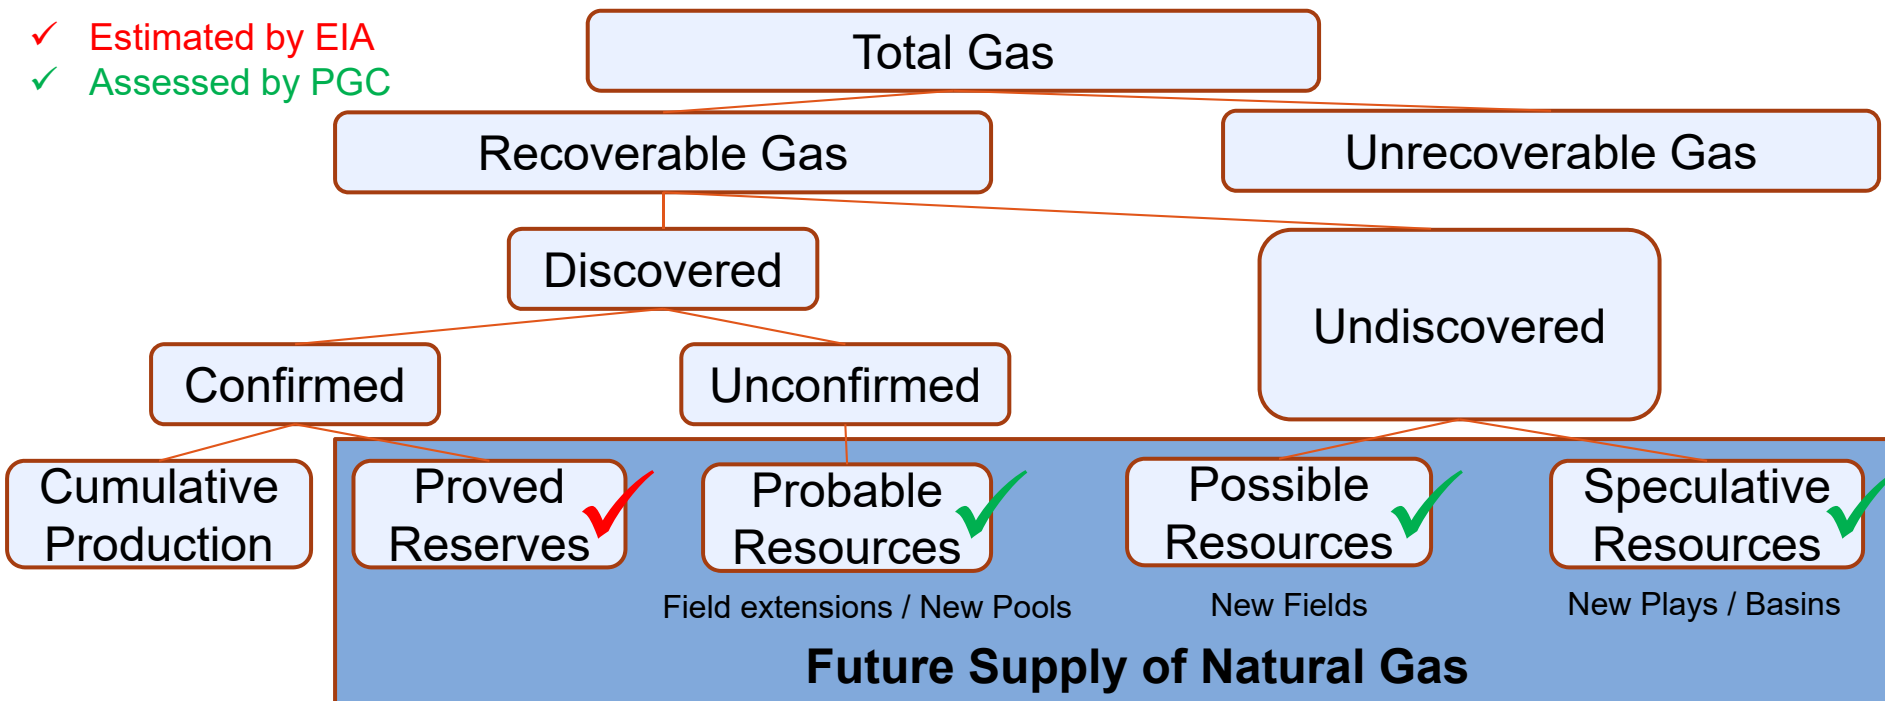 ✓ Estimated by EIA
✓ Assessed by PGC
Total Gas
Recoverable Gas
Unrecoverable Gas
Discovered
Undiscovered
Confirmed
Unconfirmed
Cumulative
Production
Proved
Reserves
Probable
Resources
Possible
Resources
Speculative
Resources
Field extensions / New Pools
New Fields
New Plays / Basins
Future Supply of Natural Gas